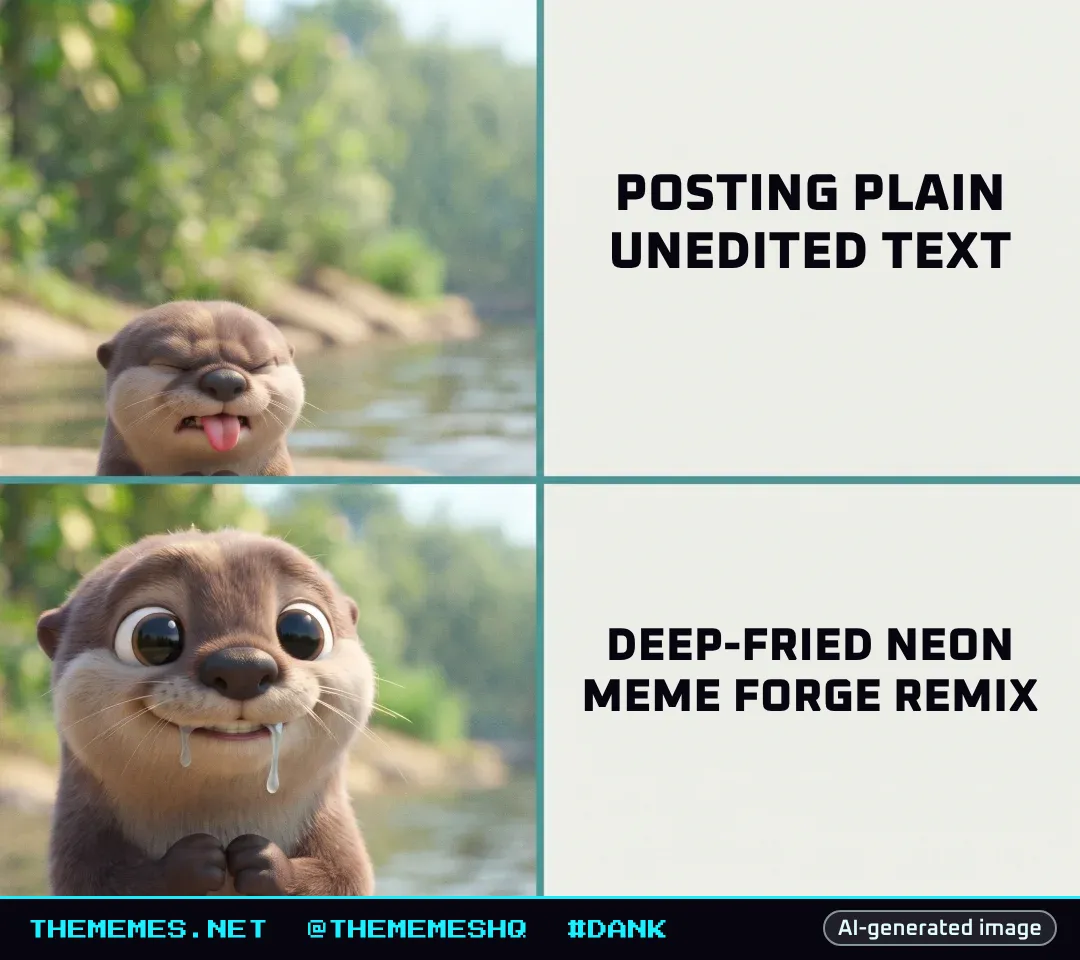 POSTING PLAIN
UNEDITED TEXT
DEEP-FRIED NEON
MEME FORGE REMIX
THEMEMES.NET @THEMEMESHQ #DANK AI-generated image